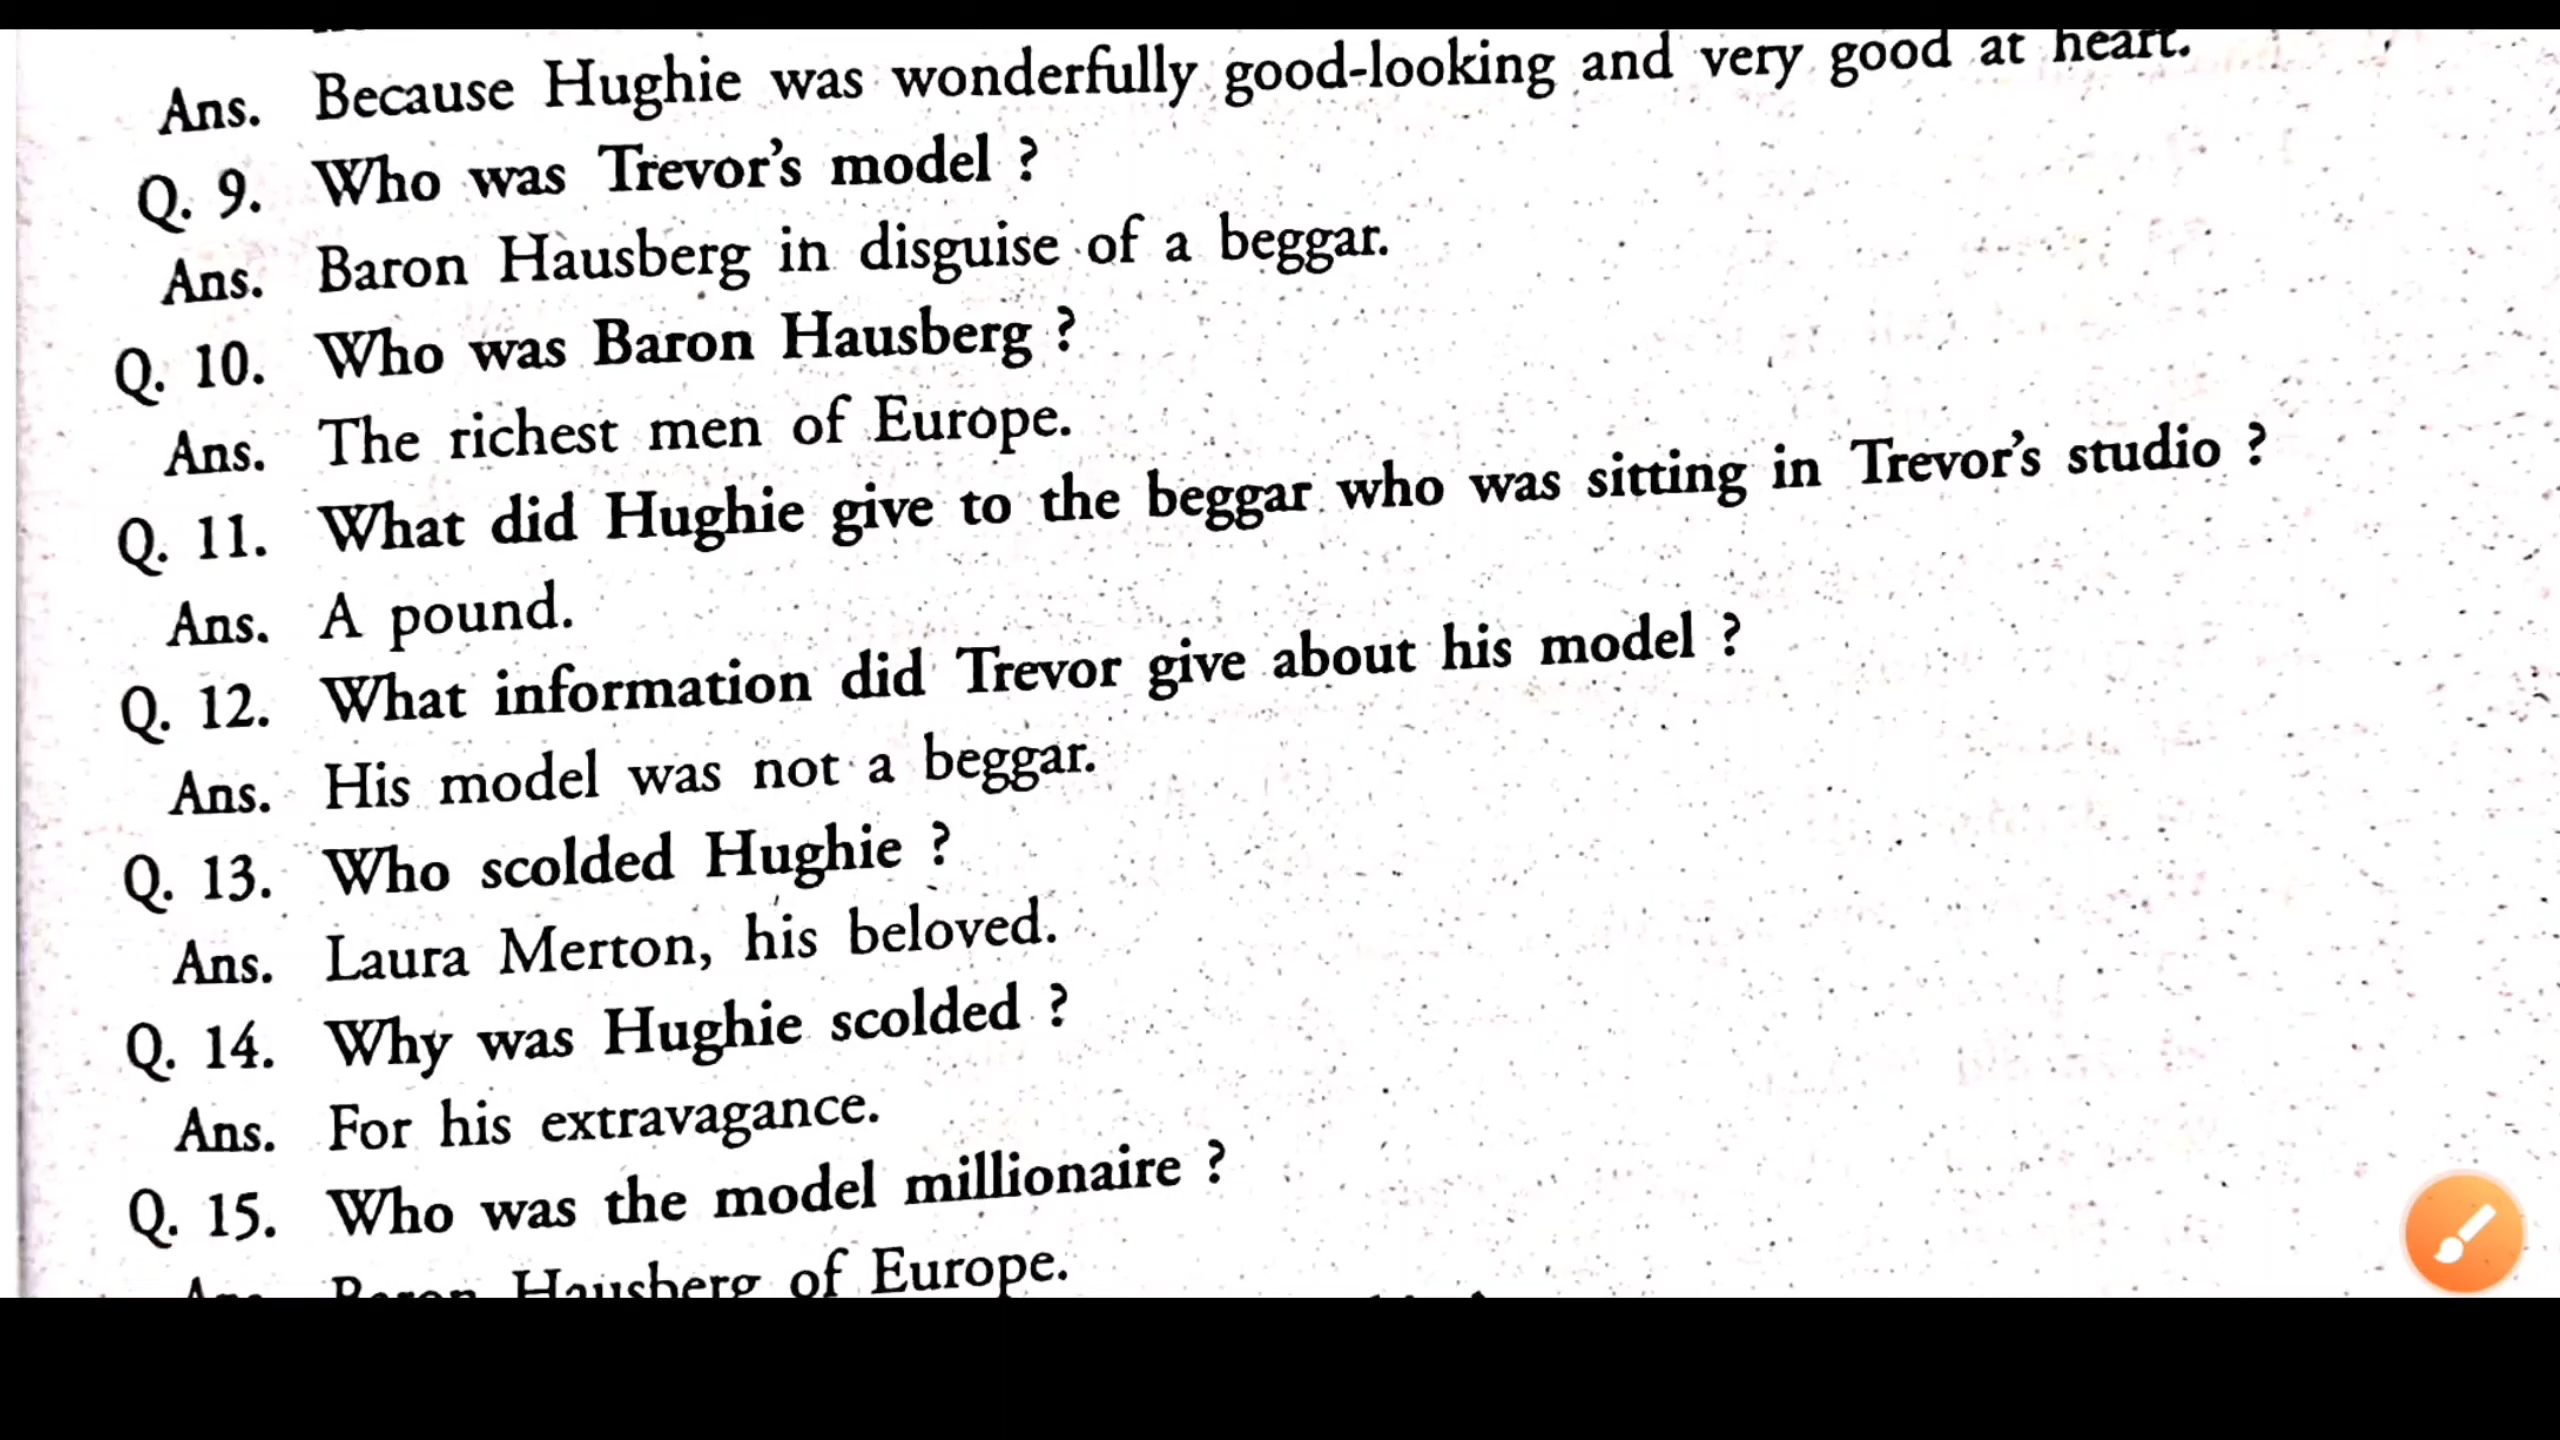 Ans. Because Hughie was wonderfully good-looking and very good at heart.
Q. 9. Who was Trevor's model ?
Ans. Baron Hausberg in disguise of a beggar.
Q. 10. Who was Baron Hausberg ?
Ans. The richest men of Europe.
Q. 11. What did Hughie give to the beggar who was sitting in Trevor's studio ?
Ans. A pound.
Q. 12. What information did Trevor give about his model ?
Ans. His model was not a beggar.
Q. 13. Who scolded Hughie ?
Ans. Laura Merton, his beloved.
Q. 14. Why was Hughie scolded ?
Ans. For his extravagance.
Q. 15. Who was the model millionaire ?
Ans. Baron Hausberg of Europe.